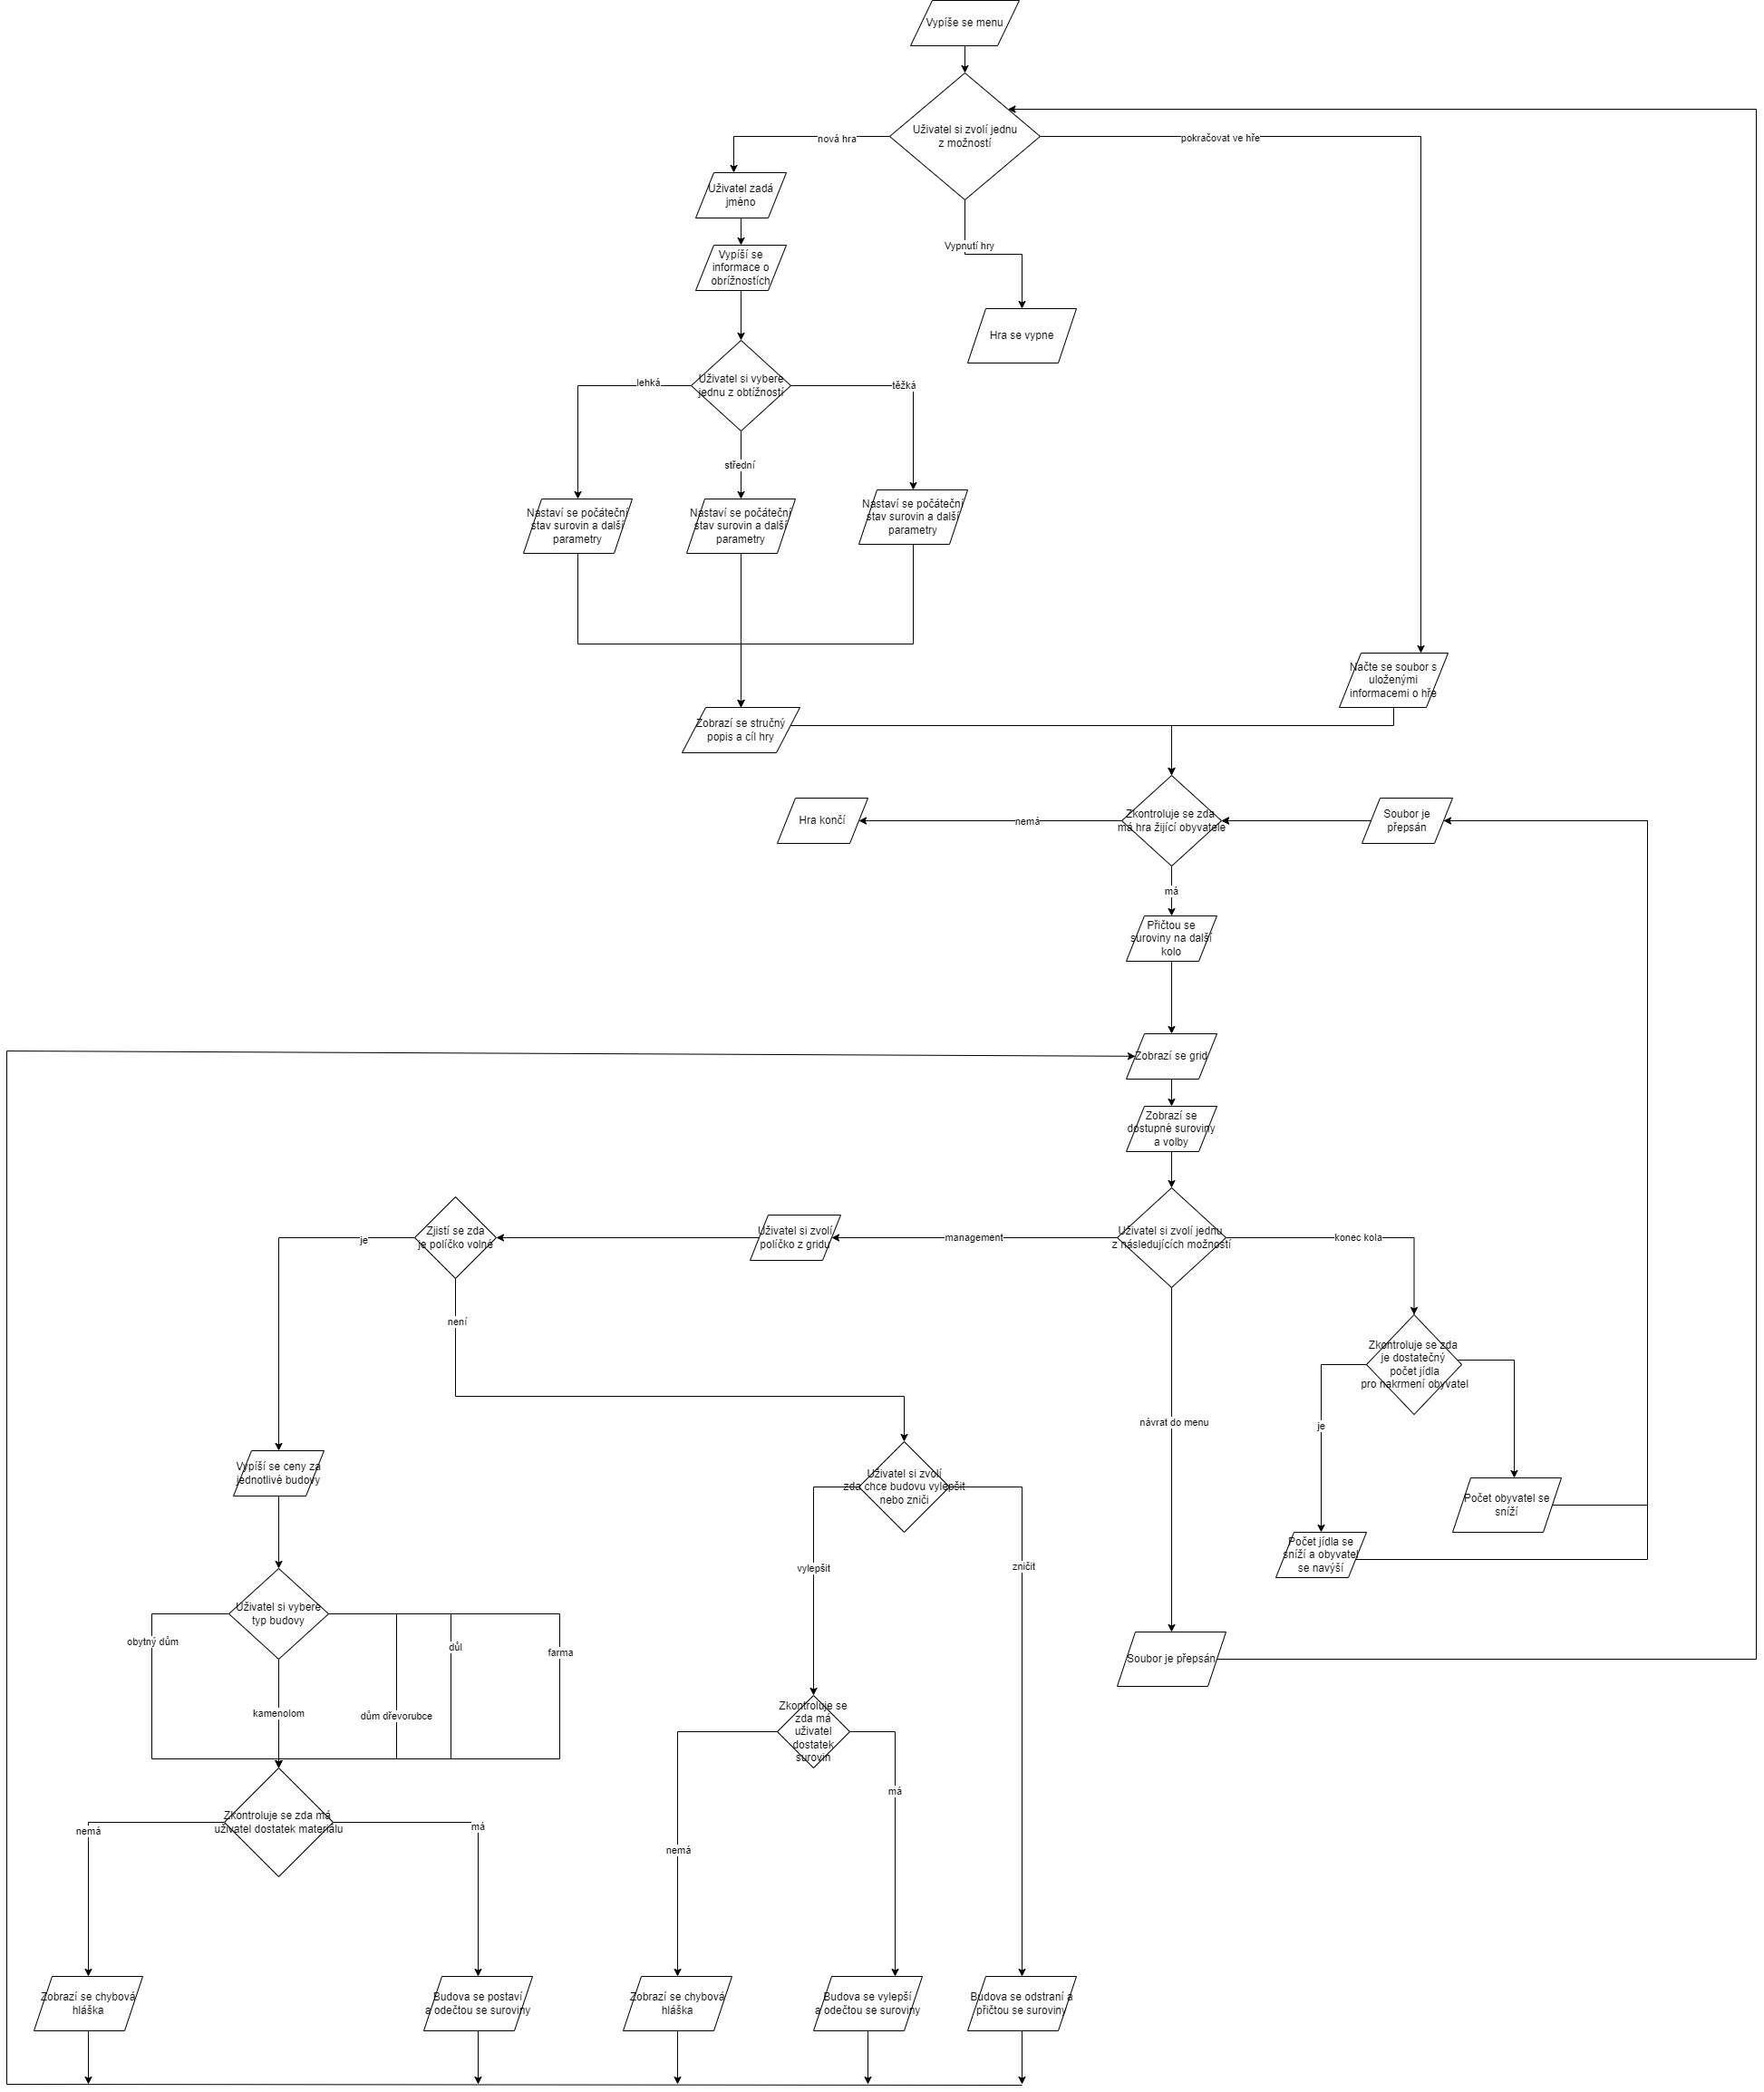 Vypíše se menu
Uživatel si zvolí jednu
z možností
nová hra
pokračovat ve hře
Uživatel zadá
jméno
Vypíší se
informace o
obrížnostích
Vypnutí hry
Hra se vypne
Uživatel si vybere
jednu z obtížností
lehká
těžká
střední
Nastaví se počáteční
stav surovin a další
parametry
Nastaví se počáteční
stav surovin a další
parametry
Nastaví se počáteční
stav surovin a další
parametry
Načte se soubor s
uloženými
informacemi o hře
Zobrazí se stručný
popis a cíl hry
Hra končí
nemá
Zkontroluje se zda
má hra žijící obyvatele
Soubor je
přepsán
má
Přičtou se
suroviny na další
kolo
Zobrazí se grid
Zobrazí se
dostupné suroviny
a volby
Zjistí se zda
je políčko volné
je
Uživatel si zvolí
políčko z gridu
management
Uživatel si zvolí jednu
z následujících možností
konec kola
není
Zkontroluje se zda
je dostatečný
počet jídla
pro nakrmení obyvatel
je
návrat do menu
Vypíší se ceny za
jednotlivé budovy
Uživatel si zvolí
zda chce budovu vylepšit
nebo zniči
Počet obyvatel se
sníží
Počet jídla se
sníží a obyvatel
se navýší
vylepšit
zničit
Uživatel si vybere
typ budovy
obytný dům
důl
farma
kamenolom
dům dřevorubce
Soubor je přepsán
Zkontroluje se
zda má
uživatel
dostatek
surovin
nemá
má
Zkontroluje se zda má
uživatel dostatek materiálu
nemá
má
Zobrazí se chybová
hláška
Budova se postaví
a odečtou se suroviny
Zobrazí se chybová
hláška
Budova se vylepší
a odečtou se suroviny
Budova se odstraní a
přičtou se suroviny